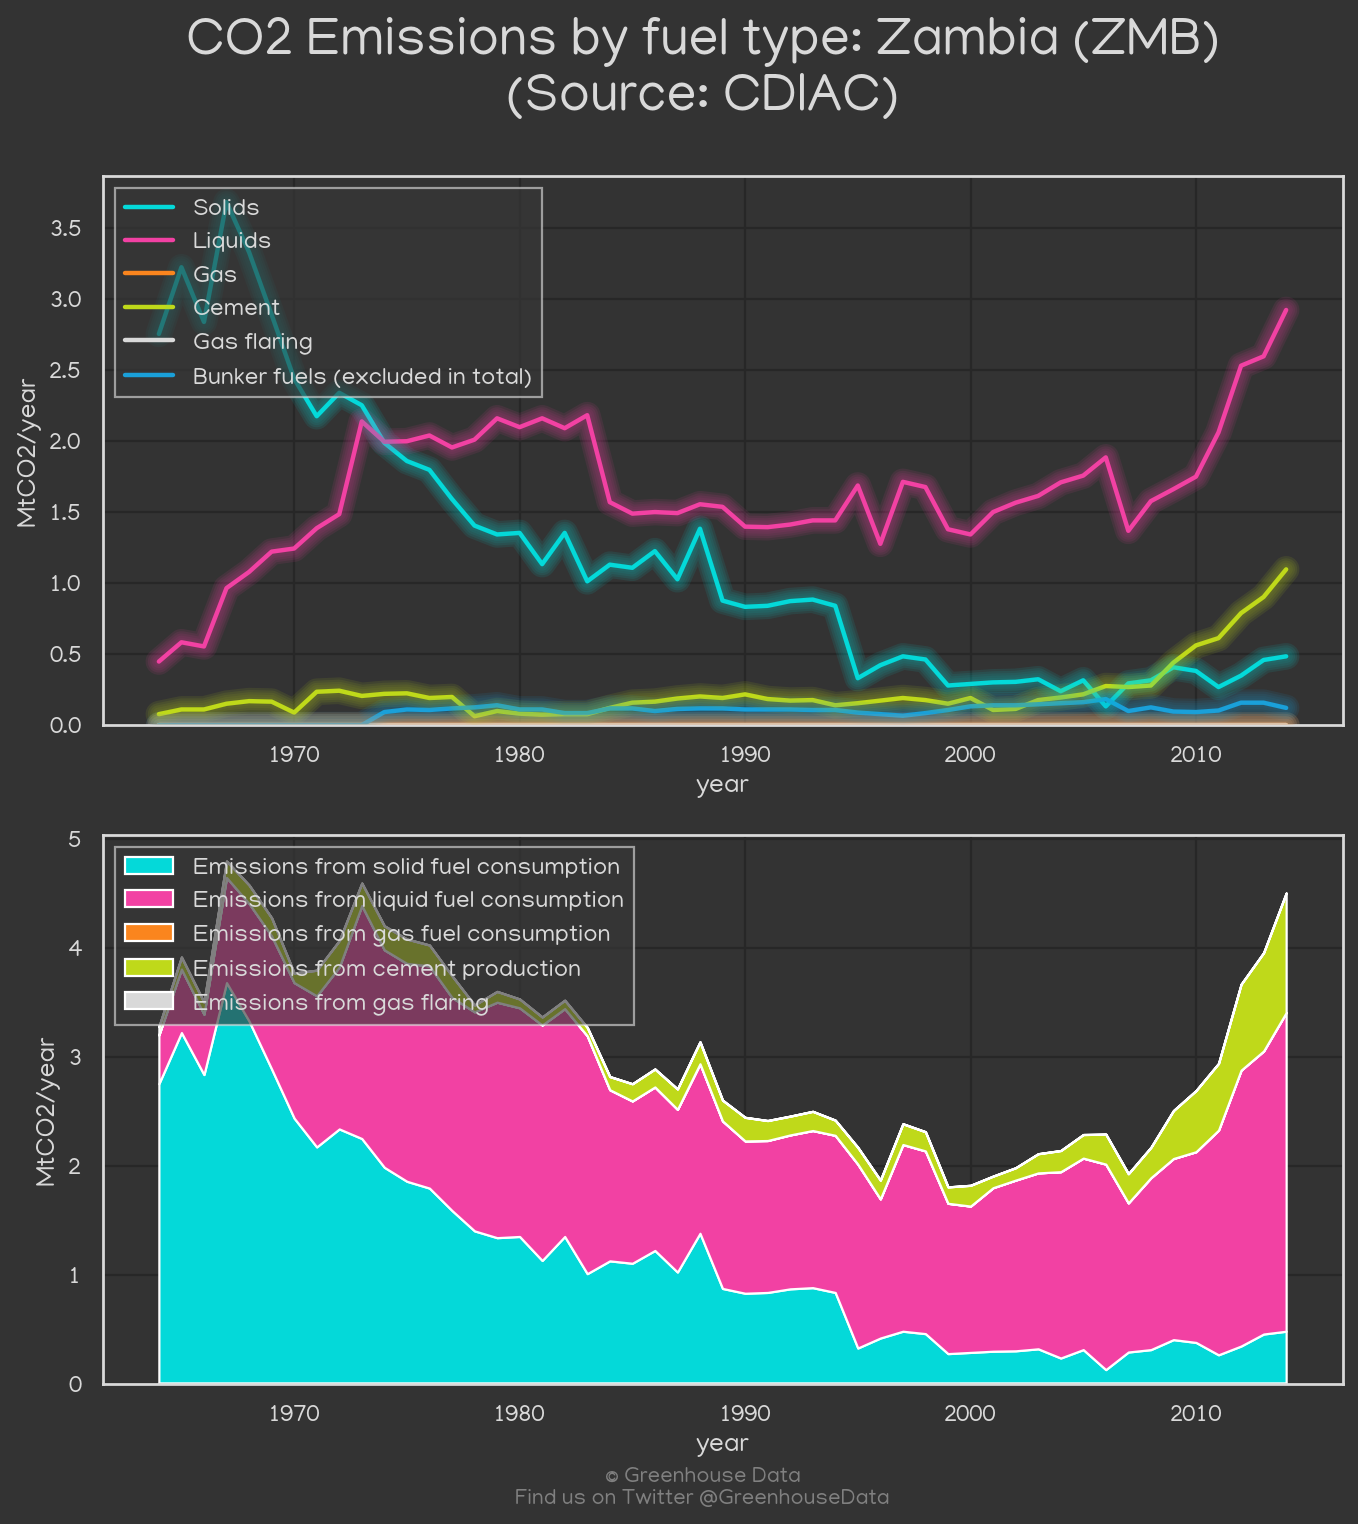 CO2 Emissions by fuel type: Zambia (ZMB)
(Source: CDIAC)
Solids
Liquids
Gas
Cement
Gas flaring
Bunker fuels (excluded in total)
3.5
3.0
2.5
2.0
1.5
1.0
0.5
0.0
MtCO2/year
1970 1980 1990 2000 2010
year
Emissions from solid fuel consumption
Emissions from liquid fuel consumption
Emissions from gas fuel consumption
Emissions from cement production
Emissions from gas flaring
5
4
3
2
1
0
MtCO2/year
1970 1980 1990 2000 2010
year
© Greenhouse Data
Find us on Twitter @GreenhouseData